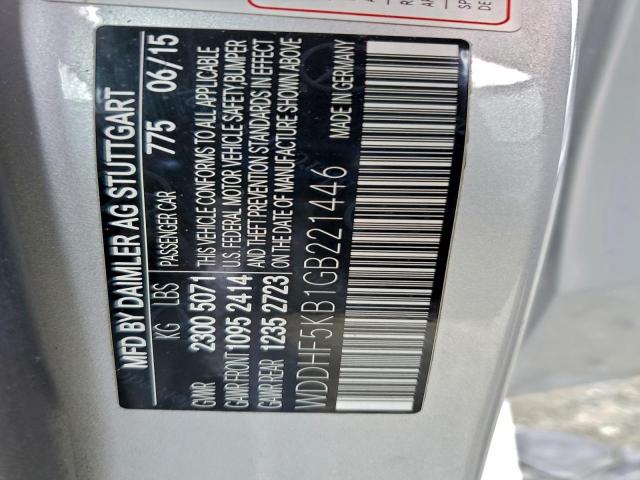 MFD BY DAIMLER AG STUTTGART
KG LBS PASSENGER CAR 775 06/15
GVWR 2300 5071 THIS VEHICLE CONFORMS TO ALL APPLICABLE
GAWR FRONT 1095 2414 U.S. FEDERAL MOTOR VEHICLE SAFETY, BUMPER
GAWR REAR 1235 2723 AND THEFT PREVENTION STANDARDS IN EFFECT
ON THE DATE OF MANUFACTURE SHOWN ABOVE
WDDHF5KB1GB221446 MADE IN GERMANY